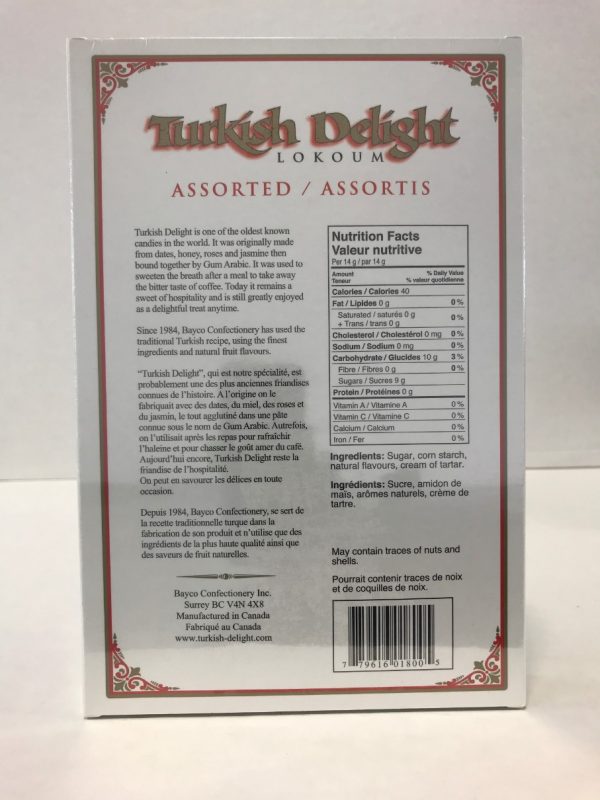 Turkish Delight
LOKOUM
ASSORTED / ASSORTIS
Turkish Delight is one of the oldest known
candies in the world. It was originally made
from dates, honey, roses and jasmine then
bound together by Gum Arabic. It was used to
sweeten the breath after a meal to take away
the bitter taste of coffee. Today it remains a
sweet of hospitality and is still greatly enjoyed
as a delightful treat anytime.
Since 1984, Bayco Confectionery has used the
traditional Turkish recipe, using the finest
ingredients and natural fruit flavours.
"Turkish Delight", qui est notre spécialité, est
probablement une des plus anciennes friandises
connues de l'histoire. À l'origine on le
fabriquait avec des dates, du miel, des roses et
du jasmin, le tout agglutiné dans une pâte
connue sous le nom de Gum Arabic. Autrefois,
on l'utilisait après les repas pour rafraîchir
l'haleine et pour chasser le goût amer du café.
Aujourd'hui encore, Turkish Delight reste la
friandise de l'hospitalité.
On peut en savourer les délices en toute
occasion.
Depuis 1984, Bayco Confectionery, se sert de
la recette traditionnelle turque dans la
fabrication de son produit et n'utilise que des
ingrédients de la plus haute qualité ainsi que
des saveurs de fruit naturelles.
Bayco Confectionery Inc.
Surrey BC V4N 4X8
Manufactured in Canada
Fabriqué au Canada
www.turkish-delight.com
Nutrition Facts
Valeur nutritive
Per 14 g / par 14 g
Amount % Daily Value
Teneur % valeur quotidienne
Calories / Calories 40
Fat / Lipides 0 g 0 %
Saturated / saturés 0 g
+ Trans / trans 0 g 0 %
Cholesterol / Cholestérol 0 mg 0 %
Sodium / Sodium 0 mg 0 %
Carbohydrate / Glucides 10 g 3 %
Fibre / Fibres 0 g 0 %
Sugars / Sucres 9 g
Protein / Protéines 0 g
Vitamin A / Vitamine A 0 %
Vitamin C / Vitamine C 0 %
Calcium / Calcium 0 %
Iron / Fer 0 %
Ingredients: Sugar, corn starch,
natural flavours, cream of tartar.
Ingrédients: Sucre, amidon de
maïs, arômes naturels, crème de
tartre.
May contain traces of nuts and
shells.
Pourrait contenir traces de noix
et de coquilles de noix.
7 79616 01800 5